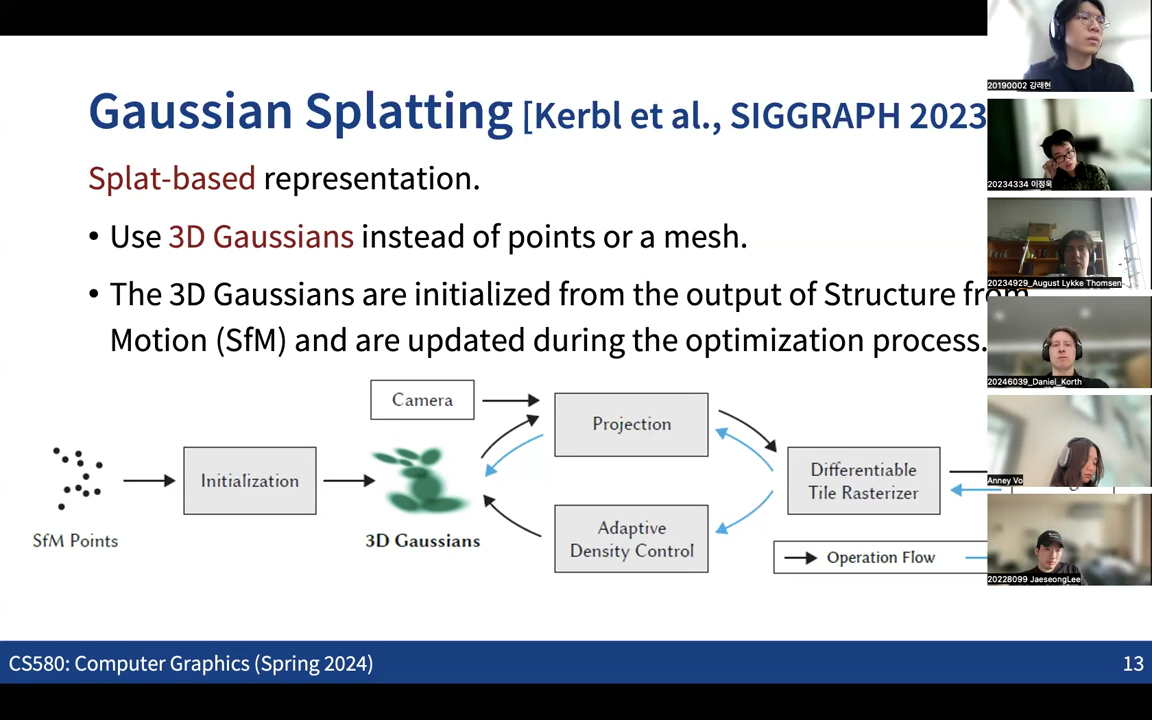 Gaussian Splatting [Kerbl et al., SIGGRAPH 2023
Splat-based representation.
• Use 3D Gaussians instead of points or a mesh.
• The 3D Gaussians are initialized from the output of Structure from
Motion (SfM) and are updated during the optimization process.
Camera
Projection
Initialization
Differentiable
Tile Rasterizer
SfM Points
3D Gaussians
Adaptive
Density Control
Operation Flow
CS580: Computer Graphics (Spring 2024)
13
20190002 강래현
20234334 이정욱
20234929_August Lykke Thomsen
20246039_Daniel_Korth
Anney Vo
20228099 JaeseongLee